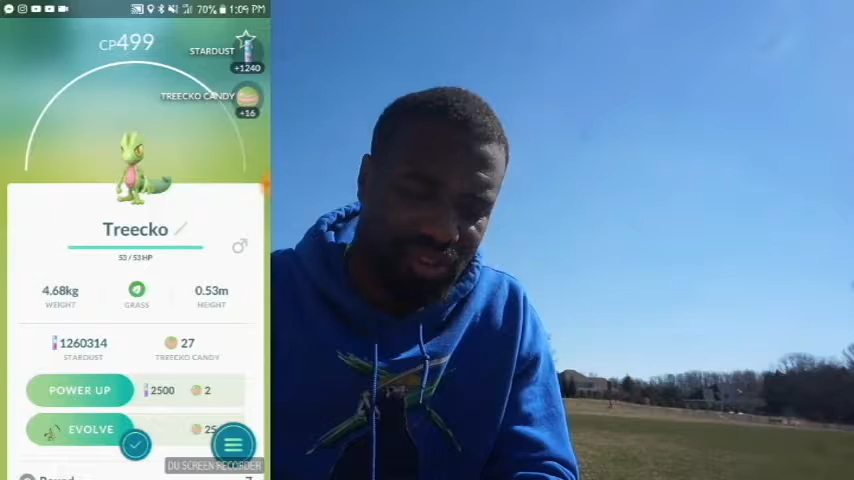 70% 1:09 PM
CP499
STARDUST
+1240
TREECKO CANDY
+16
Treecko
53 / 53 HP
4.68kg
0.53m
WEIGHT
GRASS
HEIGHT
1260314
27
STARDUST
TREECKO CANDY
POWER UP
2500
2
EVOLVE
25
DU SCREEN RECORDER